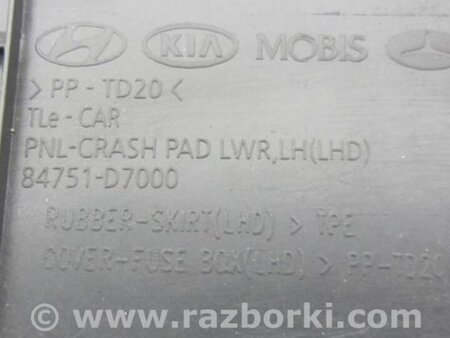 KIA MOBIS
> PP - TD20 <
TLe - CAR
PNL-CRASH PAD LWR,LH(LHD)
84751-D7000
RUBBER-SKIRT(LHD) > TPE
COVER-FUSE BOX(LHD) > PP-TD20
© www.razborki.com